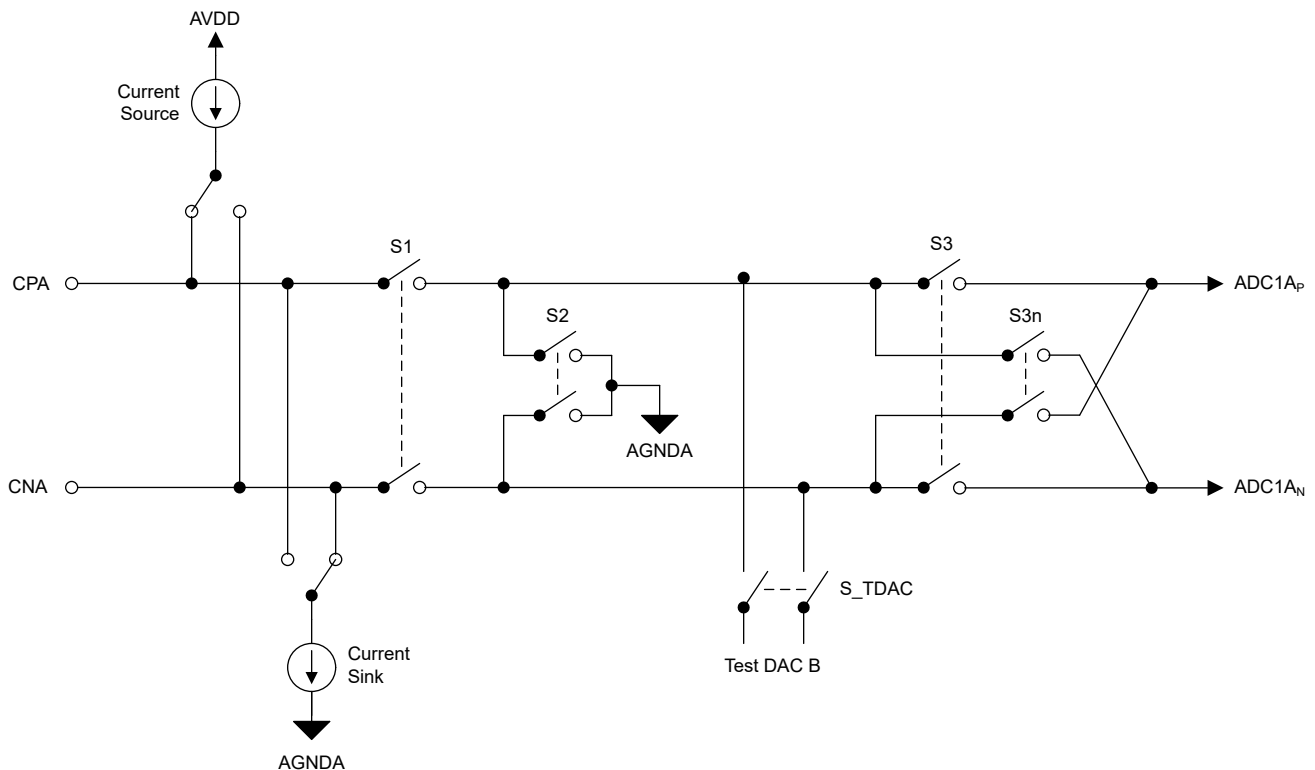 AVDD
Current
Source
S1
S3
CPA
ADC1AP
S2
S3n
AGNDA
CNA
ADC1AN
S_TDAC
Current
Sink
Test DAC B
AGNDA